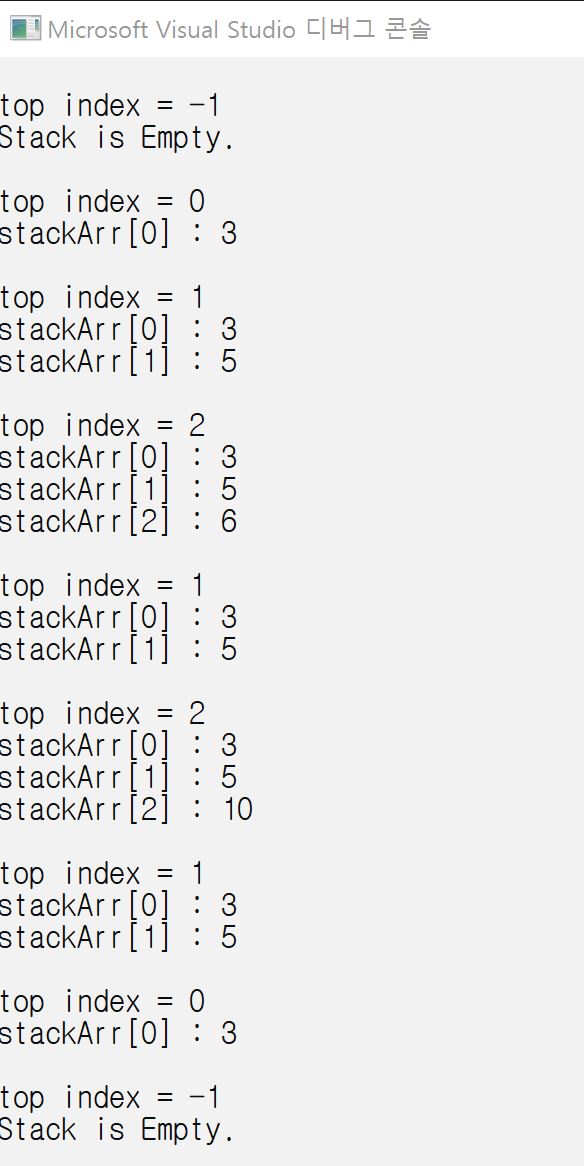 Microsoft Visual Studio 디버그 콘솔
top index = -1
Stack is Empty.
top index = 0
stackArr[0] : 3
top index = 1
stackArr[0] : 3
stackArr[1] : 5
top index = 2
stackArr[0] : 3
stackArr[1] : 5
stackArr[2] : 6
top index = 1
stackArr[0] : 3
stackArr[1] : 5
top index = 2
stackArr[0] : 3
stackArr[1] : 5
stackArr[2] : 10
top index = 1
stackArr[0] : 3
stackArr[1] : 5
top index = 0
stackArr[0] : 3
top index = -1
Stack is Empty.